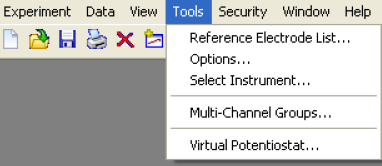 Experiment Data View Tools Security Window Help
Reference Electrode List...
Options...
Select Instrument...
Multi-Channel Groups...
Virtual Potentiostat...